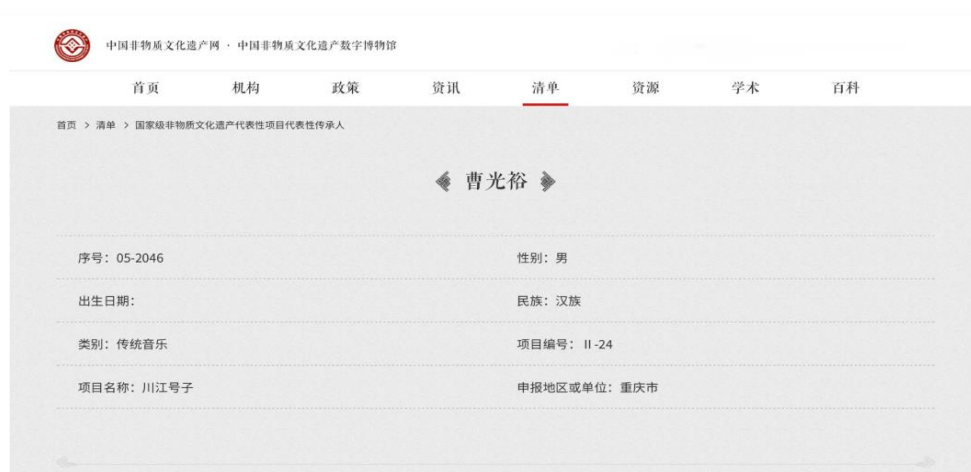 中国非物质文化遗产网 · 中国非物质文化遗产数字博物馆
首页 机构 政策 资讯 清单 资源 学术 百科
首页 > 清单 > 国家级非物质文化遗产代表性项目代表性传承人
曹光裕
序号：05-2046 性别：男
出生日期： 民族：汉族
类别：传统音乐 项目编号：Ⅱ-24
项目名称：川江号子 申报地区或单位：重庆市